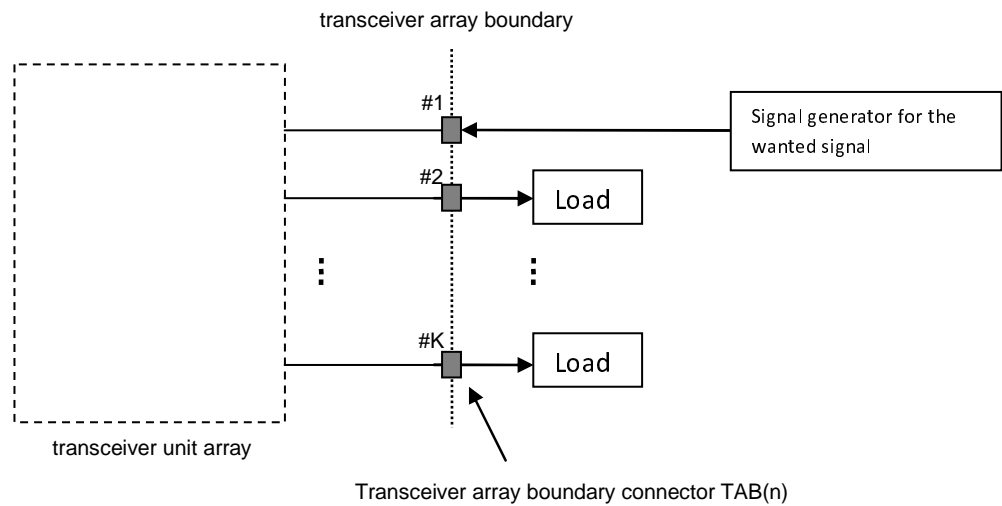 transceiver array boundary
#1
Signal generator for the
wanted signal
#2
Load
#K
Load
transceiver unit array
Transceiver array boundary connector TAB(n)